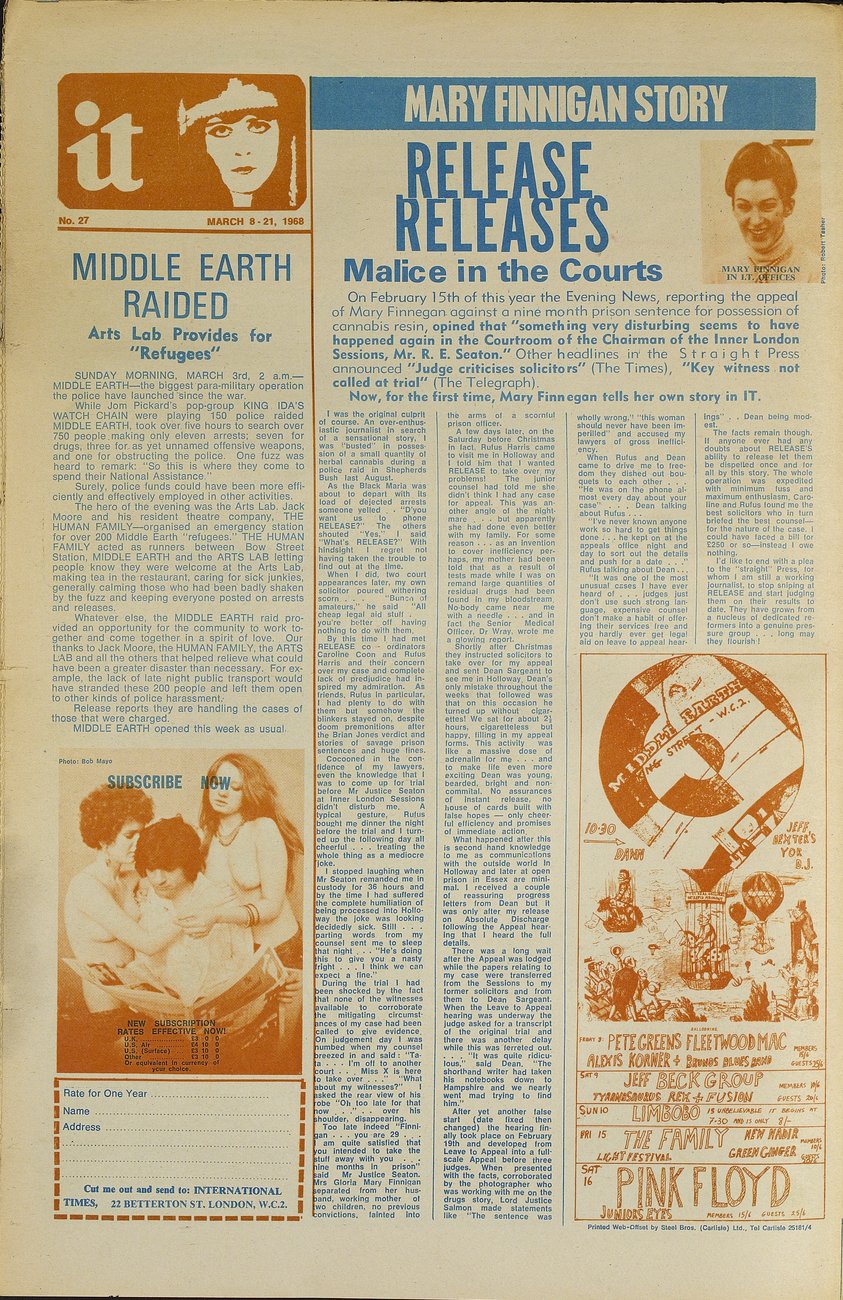 it
No. 27
MARCH 8 - 21, 1968
MIDDLE EARTH
RAIDED
Arts Lab Provides for
"Refugees"
SUNDAY MORNING, MARCH 3rd, 2 a.m.—
MIDDLE EARTH—the biggest para-military operation
the police have launched since the war.
While Jom Pickard's pop-group KING IDA'S
WATCH CHAIN were playing 150 police raided
MIDDLE EARTH, took over five hours to search over
750 people making only eleven arrests; seven for
drugs, three for as yet unnamed offensive weapons,
and one for obstructing the police. One fuzz was
heard to remark: "So this is where they come to
spend their National Assistance."
Surely, police funds could have been more effi-
ciently and effectively employed in other activities.
The hero of the evening was the Arts Lab. Jack
Moore and his resident theatre company, THE
HUMAN FAMILY—organised an emergency station
for over 200 Middle Earth "refugees." THE HUMAN
FAMILY acted as runners between Bow Street
Station, MIDDLE EARTH and the ARTS LAB letting
people know they were welcome at the Arts Lab,
making tea in the restaurant, caring for sick junkies,
generally calming those who had been badly shaken
by the fuzz and keeping everyone posted on arrests
and releases.
Whatever else, the MIDDLE EARTH raid pro-
vided an opportunity for the community to work to-
gether and come together in a spirit of love. Our
thanks to Jack Moore, the HUMAN FAMILY, the ARTS
LAB and all the others that helped relieve what could
have been a greater disaster than necessary. For ex-
ample, the lack of late night public transport would
have stranded these 200 people and left them open
to other kinds of police harassment.
Release reports they are handling the cases of
those that were charged.
MIDDLE EARTH opened this week as usual
Photo: Bob Mayo
SUBSCRIBE NOW
NEW SUBSCRIPTION
RATES EFFECTIVE NOW!
U.K. £3 0 0
U.S. Air £4 10 0
U.S. (Surface) £3 10 0
Other £3 10 0
Or equivalent in currency of
your choice.
Rate for One Year
Name
Address
Cut me out and send to: INTERNATIONAL
TIMES, 22 BETTERTON ST. LONDON, W.C.2.
MARY FINNIGAN STORY
RELEASE
RELEASES
Malice in the Courts
MARY FINNIGAN
IN I.T. OFFICES
Photo: Robert Tasher
On February 15th of this year the Evening News, reporting the appeal
of Mary Finnegan against a nine month prison sentence for possession of
cannabis resin, opined that "something very disturbing seems to have
happened again in the Courtroom of the Chairman of the Inner London
Sessions, Mr. R. E. Seaton." Other headlines in the Straight Press
announced "Judge criticises solicitors" (The Times), "Key witness not
called at trial" (The Telegraph).
Now, for the first time, Mary Finnegan tells her own story in IT.
I was the original culprit
of course. An over-enthus-
iastic journalist in search
of a sensational story, I
was "busted" in posses-
sion of a small quantity of
herbal cannabis during a
police raid in Shepherds
Bush last August.
As the Black Maria was
about to depart with its
load of dejected arrests
someone yelled . . "D'you
want us to phone
RELEASE?" The others
shouted "Yes," I said
"What's RELEASE?" With
hindsight I regret not
having taken the trouble to
find out at the time.
When I did, two court
appearances later, my own
solicitor poured withering
scorn . . . "Bunch of
amateurs," he said "All
cheap legal aid stuff . .
you're better off having
nothing to do with them.
By this time I had met
RELEASE co - ordinators
Caroline Coon and Rufus
Harris and their concern
over my case and complete
lack of predjudice had in-
spired my admiration. As
friends, Rufus in particular,
I had plenty to do with
them but somehow the
blinkers stayed on, despite
doom premonitions after
the Brian Jones verdict and
stories of savage prison
sentences and huge fines.
Cocooned in the con-
fidence of my lawyers,
even the knowledge that I
was to come up for trial
before Mr Justice Seaton
at Inner London Sessions
didn't disturb me. A
typical gesture, Rufus
bought me dinner the night
before the trial and I turn-
ed up the following day all
cheerful . . . treating the
whole thing as a mediocre
joke.
I stopped laughing when
Mr Seaton remanded me in
custody for 36 hours and
by the time I had suffered
the complete humiliation of
being processed into Hollo-
way the joke was looking
decidedly sick. Still . . .
parting words from my
counsel sent me to sleep
that night . . . "He's doing
this to give you a nasty
fright . . . I think we can
expect a fine."
During the trial I had
been shocked by the fact
that none of the witnesses
available to corroborate
the mitigating circumst-
ances of my case had been
called to give evidence.
On judgement day I was
numbed when my counsel
breezed in and said : "Ta-
ta . . . I'm off to another
court . . . Miss X is here
to take over . . ." "What
about my witnesses?" I
asked the rear view of his
robe "Oh too late for that
now . . ." . . over his
shoulder, disappearing.
Too late indeed "Finni-
gan . . . you are 29 . . .
I am quite satisfied that
you intended to take the
stuff away with you . . .
nine months in prison"
said Mr Justice Seaton.
Mrs Gloria Mary Finnigan
separated from her hus-
band, working mother of
two children, no previous
convictions, fainted into
the arms of a scornful
prison officer.
A few days later, on the
Saturday before Christmas
in fact, Rufus Harris came
to visit me in Holloway and
I told him that I wanted
RELEASE to take over my
problems! The junior
counsel had told me she
didn't think I had any case
for appeal. This was an-
other angle of the night-
mare . . . but apparently
she had done even better
with my family. For some
reason . . as an invention
to cover inefficiency per-
haps, my mother had been
told that as a result of
tests made while I was on
remand large quantities of
residual drugs had been
found in my bloodstream.
No-body came near me
with a needle . . . and in
fact the Senior Medical
Officer, Dr Wray, wrote me
a glowing report.
Shortly after Christmas
they instructed solicitors to
take over for my appeal
and sent Dean Sargeant to
see me in Holloway, Dean's
only mistake throughout the
weeks that followed was
that on this occasion he
turned up without cigar-
ettes! We sat for about 2½
hours, cigaretteless but
happy, filling in my appeal
forms. This activity was
like a massive dose of
adrenalin for me . . . and
to make life even more
exciting Dean was young,
bearded, bright and non-
commital. No assurances
of instant release, no
house of cards built with
false hopes — only cheer-
ful efficiency and promises
of immediate action
What happened after this
is second hand knowledge
to me as communications
with the outside world in
Holloway and later at open
prison in Essex are mini-
mal. I received a couple
of reassuring progress
letters from Dean but it
was only after my release
on Absolute Discharge
following the Appeal hear-
ing that I heard the full
details.
There was a long wait
after the Appeal was lodged
while the papers relating to
my case were transferred
from the Sessions to my
former solicitors and from
them to Dean Sargeant.
When the Leave to Appeal
hearing was underway the
judge asked for a transcript
of the original trial and
there was another delay
while this was ferreted out.
. . . "It was quite ridicu-
lous," said Dean, "The
shorthand writer had taken
his notebooks down to
Hampshire and we nearly
went mad trying to find
him."
After yet another false
start (date fixed then
changed) the hearing fin-
ally took place on February
19th and developed from
Leave to Appeal into a full-
scale Appeal before three
judges. When presented
with the facts, corroborated
by the photographer who
was working with me on the
drugs story, Lord Justice
Salmon made statements
like "The sentence was
wholly wrong," "this woman
should never have been im-
perilled" and accused my
lawyers of gross ineffici-
ency.
When Rufus and Dean
came to drive me to free-
dom they dished out bou-
quets to each other . . .
"He was on the phone al-
most every day about your
case" . . . Dean talking
about Rufus . . .
"I've never known anyone
work so hard to get things
done . . . he kept on at the
appeals office night and
day to sort out the details
and push for a date . . ."
Rufus talking about Dean . . .
"It was one of the most
unusual cases I have ever
heard of . . . judges just
don't use such strong lan-
guage, expensive counsel
don't make a habit of offer-
ing their services free and
you hardly ever get legal
aid on leave to appeal hear-
ings" . . Dean being mod-
est.
The facts remain though.
If anyone ever had any
doubts about RELEASE'S
ability to release let them
be dispelled once and for
all by this story. The whole
operation was expedited
with minimum fuss and
maximum enthusiasm, Caro-
line and Rufus found me the
best solicitors who in turn
briefed the best counsel—
for the nature of the case. I
could have faced a bill for
£250 or so—instead I owe
nothing.
I'd like to end with a plea
to the "straight" Press, for
whom I am still a working
journalist, to stop sniping at
RELEASE and start judging
them on their results to
date. They have grown from
a nucleus of dedicated re-
formers into a genuine pres-
sure group . . . long may
they flourish!
MIDDLE EARTH
KING STREET - W.C.2.
10·30
DAWN
JEFF
DEXTER'S
YOR
D.J.
BALLOONING
FRONT 8 PETE GREENS FLEETWOOD MAC MEMBERS 15/6
ALEXIS KORNER + BRUNOS BLUES BAND GUESTS 25/6
SAT 9 JEFF BECK GROUP MEMBERS 10/6
TYRANNOSAURUS REX + FUSION GUESTS 20/6
SUN 10 LIMBOBO IS UNBELIEVABLE IT BEGINS AT
7-30 AND IS ONLY 8/-
FRI 15 THE FAMILY NEW NADIR MEMBERS
LIGHT FESTIVAL GREEN GINGER GUESTS
SAT
16 PINK FLOYD
JUNIORS EYES MEMBERS 15/6 GUESTS 25/6
Printed Web-Offset by Steel Bros. (Carlisle) Ltd., Tel Carlisle 25181/4